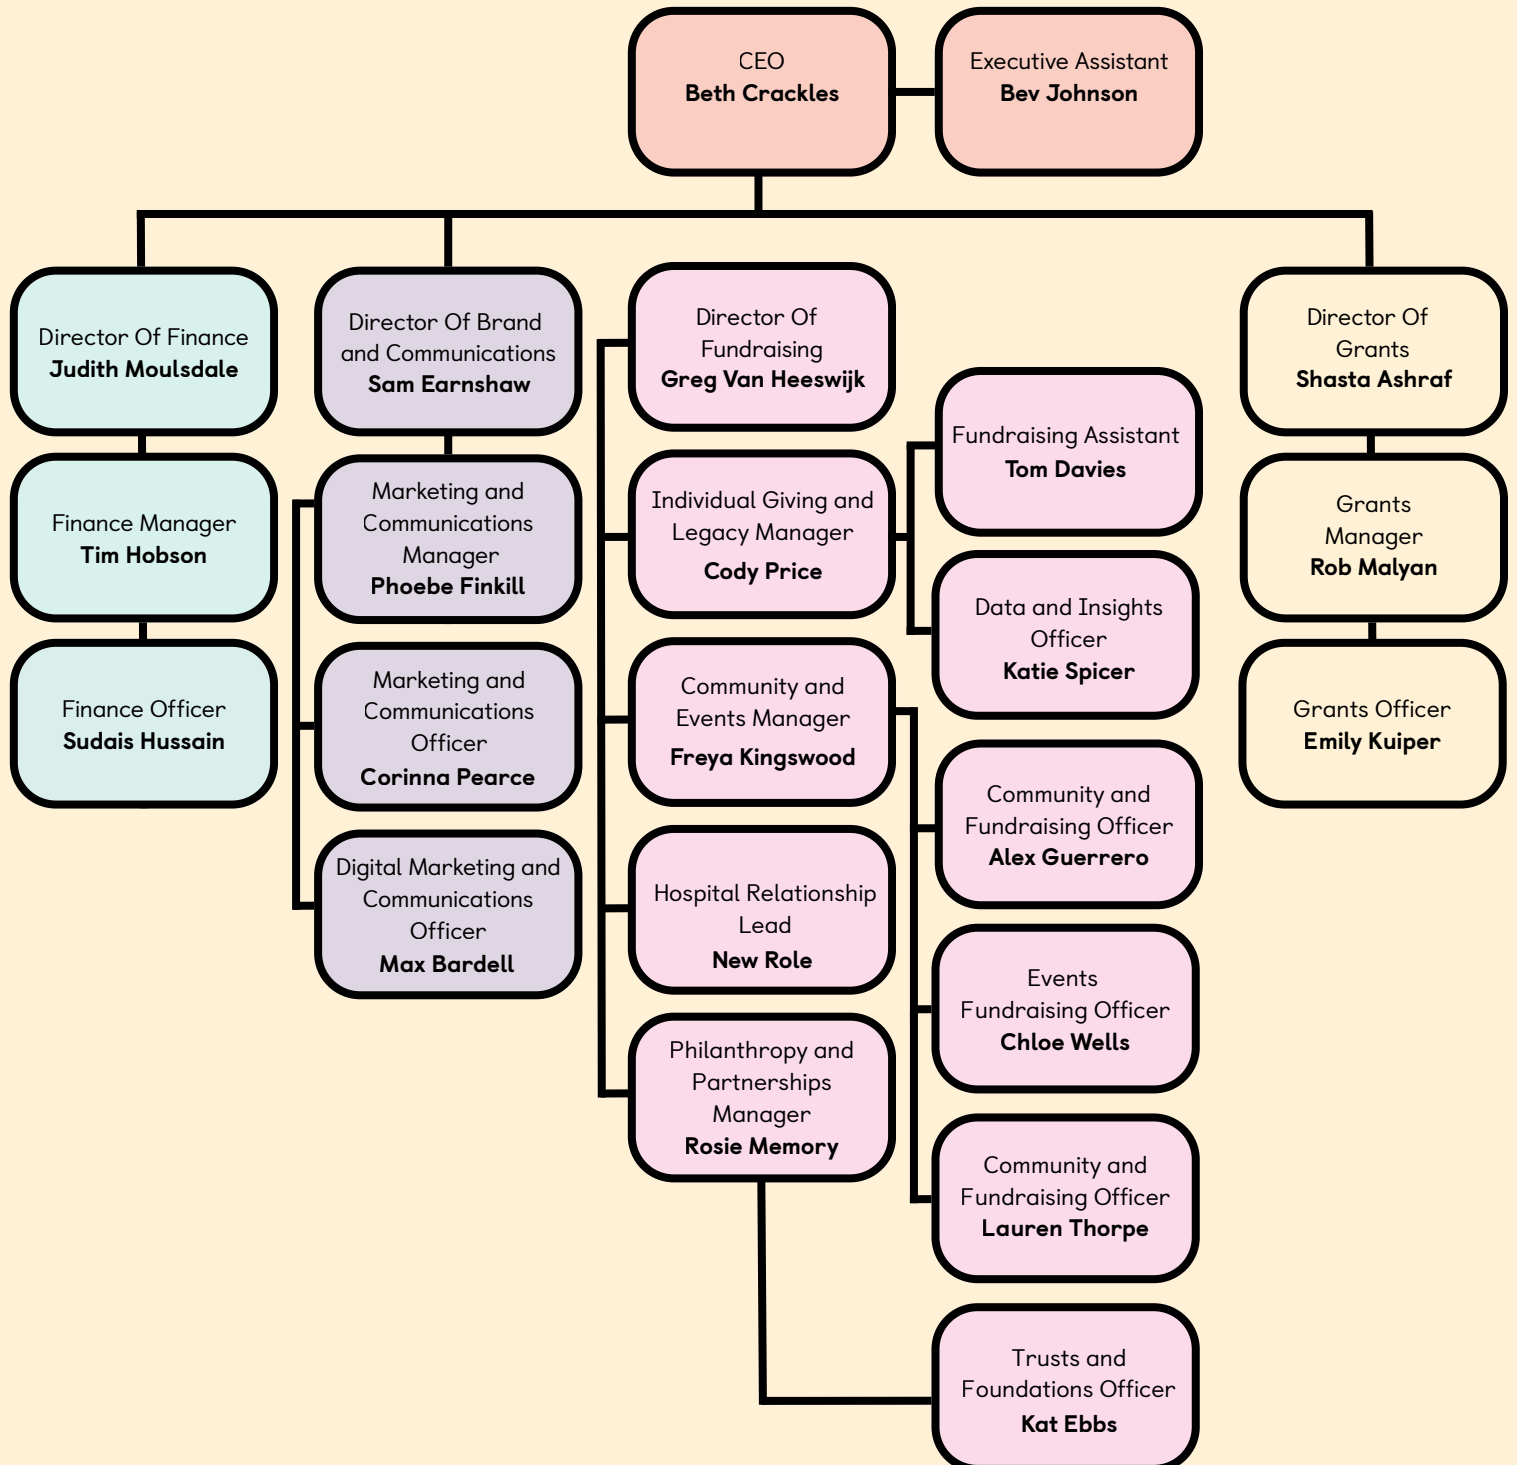 CEO
Beth Crackles
Executive Assistant
Bev Johnson
Director Of Finance
Judith Moulsdale
Finance Manager
Tim Hobson
Finance Officer
Sudais Hussain
Director Of Brand
and Communications
Sam Earnshaw
Marketing and
Communications
Manager
Phoebe Finkill
Marketing and
Communications
Officer
Corinna Pearce
Digital Marketing and
Communications
Officer
Max Bardell
Director Of
Fundraising
Greg Van Heeswijk
Individual Giving and
Legacy Manager
Cody Price
Community and
Events Manager
Freya Kingswood
Hospital Relationship
Lead
New Role
Philanthropy and
Partnerships
Manager
Rosie Memory
Fundraising Assistant
Tom Davies
Data and Insights
Officer
Katie Spicer
Community and
Fundraising Officer
Alex Guerrero
Events
Fundraising Officer
Chloe Wells
Community and
Fundraising Officer
Lauren Thorpe
Trusts and
Foundations Officer
Kat Ebbs
Director Of
Grants
Shasta Ashraf
Grants
Manager
Rob Malyan
Grants Officer
Emily Kuiper